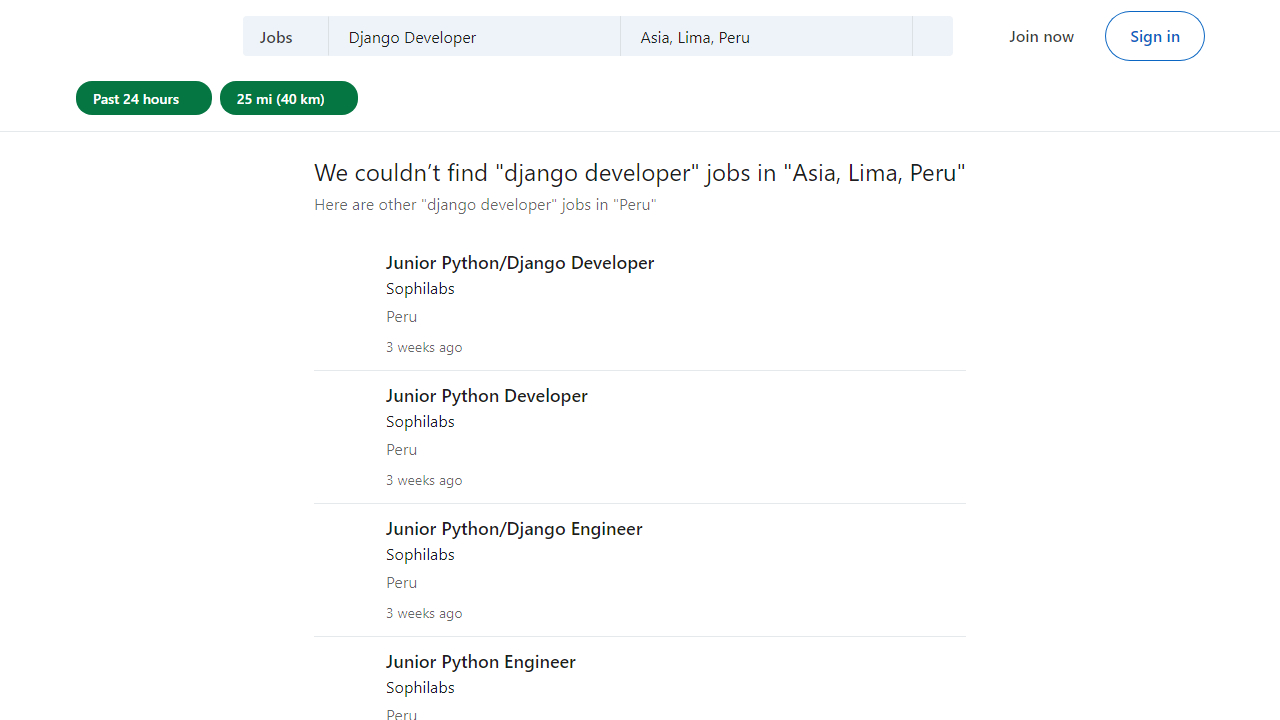 Jobs
Django Developer
Asia, Lima, Peru
Join now
Sign in
Past 24 hours
25 mi (40 km)
We couldn’t find "django developer" jobs in "Asia, Lima, Peru"
Here are other "django developer" jobs in "Peru"
Junior Python/Django Developer
Sophilabs
Peru
3 weeks ago
Junior Python Developer
Sophilabs
Peru
3 weeks ago
Junior Python/Django Engineer
Sophilabs
Peru
3 weeks ago
Junior Python Engineer
Sophilabs
Peru